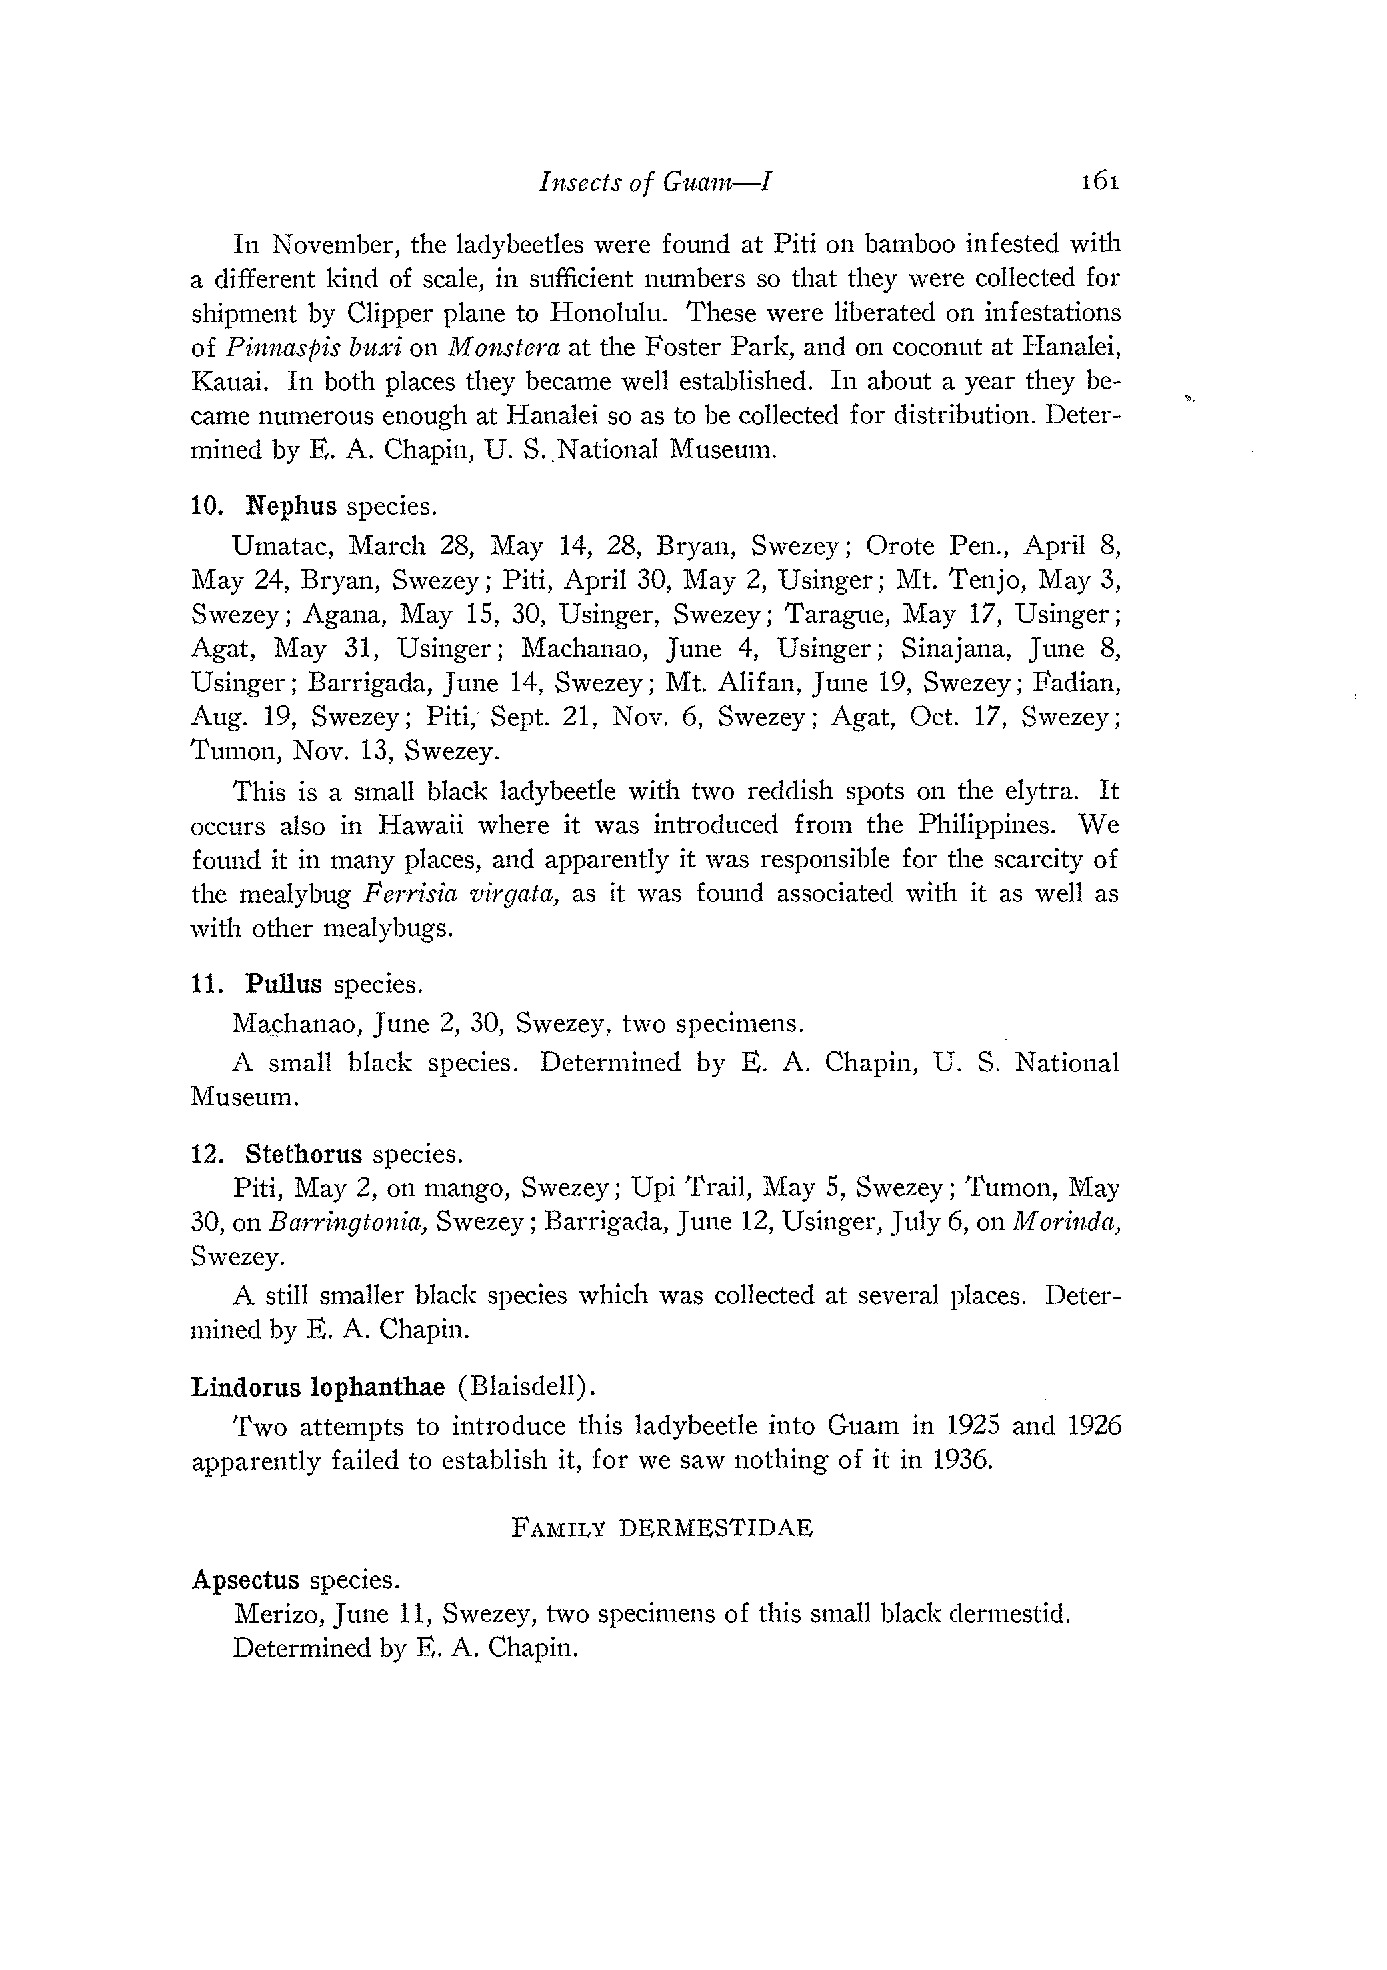 Insects of Guam—I 161
In November, the ladybeetles were found at Piti on bamboo infested with
a different kind of scale, in sufficient numbers so that they were collected for
shipment by Clipper plane to Honolulu. These were liberated on infestations
of Pinnaspis buxi on Monstera at the Foster Park, and on coconut at Hanalei,
Kauai. In both places they became well established. In about a year they be-
came numerous enough at Hanalei so as to be collected for distribution. Deter-
mined by E. A. Chapin, U. S. National Museum.
10. Nephus species.
Umatac, March 28, May 14, 28, Bryan, Swezey; Orote Pen., April 8,
May 24, Bryan, Swezey; Piti, April 30, May 2, Usinger; Mt. Tenjo, May 3,
Swezey; Agana, May 15, 30, Usinger, Swezey; Tarague, May 17, Usinger;
Agat, May 31, Usinger; Machanao, June 4, Usinger; Sinajana, June 8,
Usinger; Barrigada, June 14, Swezey; Mt. Alifan, June 19, Swezey; Fadian,
Aug. 19, Swezey; Piti, Sept. 21, Nov. 6, Swezey; Agat, Oct. 17, Swezey;
Tumon, Nov. 13, Swezey.
This is a small black ladybeetle with two reddish spots on the elytra. It
occurs also in Hawaii where it was introduced from the Philippines. We
found it in many places, and apparently it was responsible for the scarcity of
the mealybug Ferrisia virgata, as it was found associated with it as well as
with other mealybugs.
11. Pullus species.
Machanao, June 2, 30, Swezey, two specimens.
A small black species. Determined by E. A. Chapin, U. S. National
Museum.
12. Stethorus species.
Piti, May 2, on mango, Swezey; Upi Trail, May 5, Swezey; Tumon, May
30, on Barringtonia, Swezey; Barrigada, June 12, Usinger, July 6, on Morinda,
Swezey.
A still smaller black species which was collected at several places. Deter-
mined by E. A. Chapin.
Lindorus lophanthae (Blaisdell).
Two attempts to introduce this ladybeetle into Guam in 1925 and 1926
apparently failed to establish it, for we saw nothing of it in 1936.
FAMILY DERMESTIDAE
Apsectus species.
Merizo, June 11, Swezey, two specimens of this small black dermestid.
Determined by E. A. Chapin.